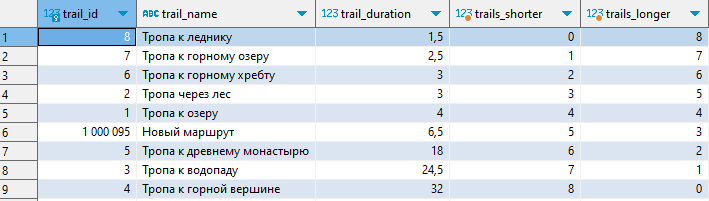 trail_id ABC trail_name 123 trail_duration 123 trails_shorter 123 trails_longer
1 8 Тропа к леднику 1,5 0 8
2 7 Тропа к горному озеру 2,5 1 7
3 6 Тропа к горному хребту 3 2 6
4 2 Тропа через лес 3 3 5
5 1 Тропа к озеру 4 4 4
6 1 000 095 Новый маршрут 6,5 5 3
7 5 Тропа к древнему монастырю 18 6 2
8 3 Тропа к водопаду 24,5 7 1
9 4 Тропа к горной вершине 32 8 0